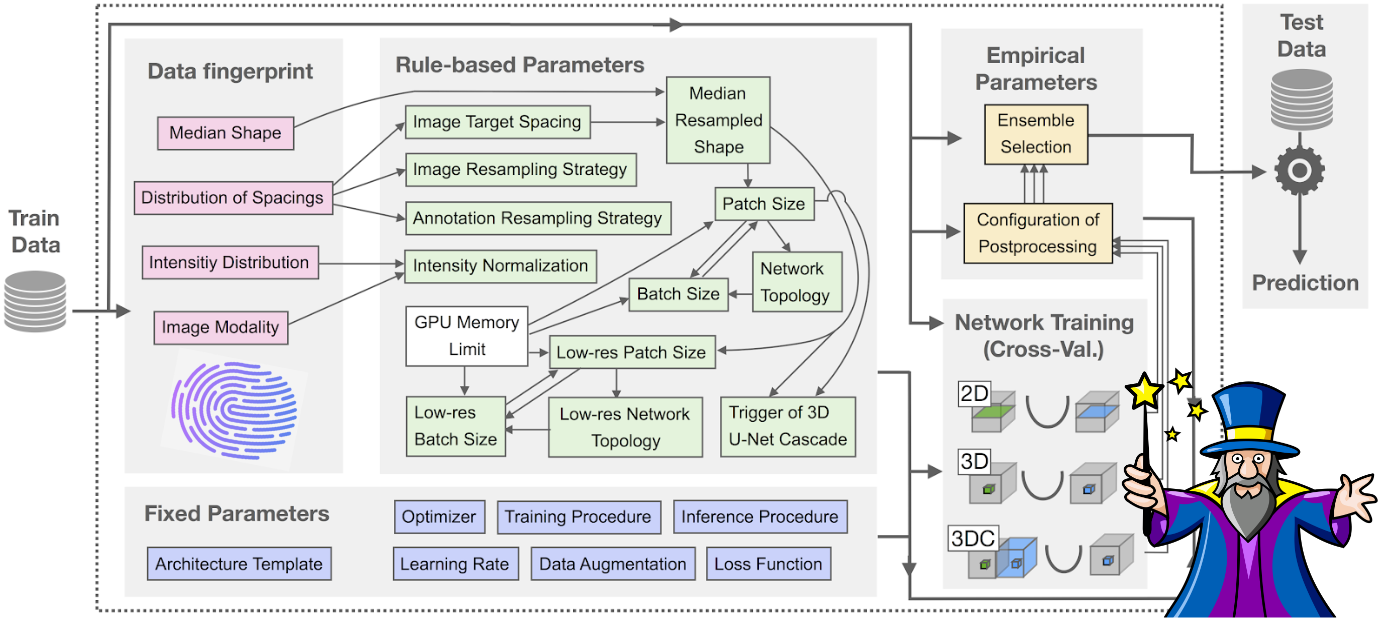 Train
Data
Data fingerprint
Median Shape
Distribution of Spacings
Intensitiy Distribution
Image Modality
Rule-based Parameters
Image Target Spacing
Image Resampling Strategy
Annotation Resampling Strategy
Intensity Normalization
Median
Resampled
Shape
Patch Size
Batch Size
Network
Topology
GPU Memory
Limit
Low-res Patch Size
Low-res
Batch Size
Low-res Network
Topology
Trigger of 3D
U-Net Cascade
Fixed Parameters
Optimizer
Training Procedure
Inference Procedure
Architecture Template
Learning Rate
Data Augmentation
Loss Function
Empirical
Parameters
Ensemble
Selection
Configuration of
Postprocessing
Network Training
(Cross-Val.)
2D
3D
3DC
Test
Data
Prediction